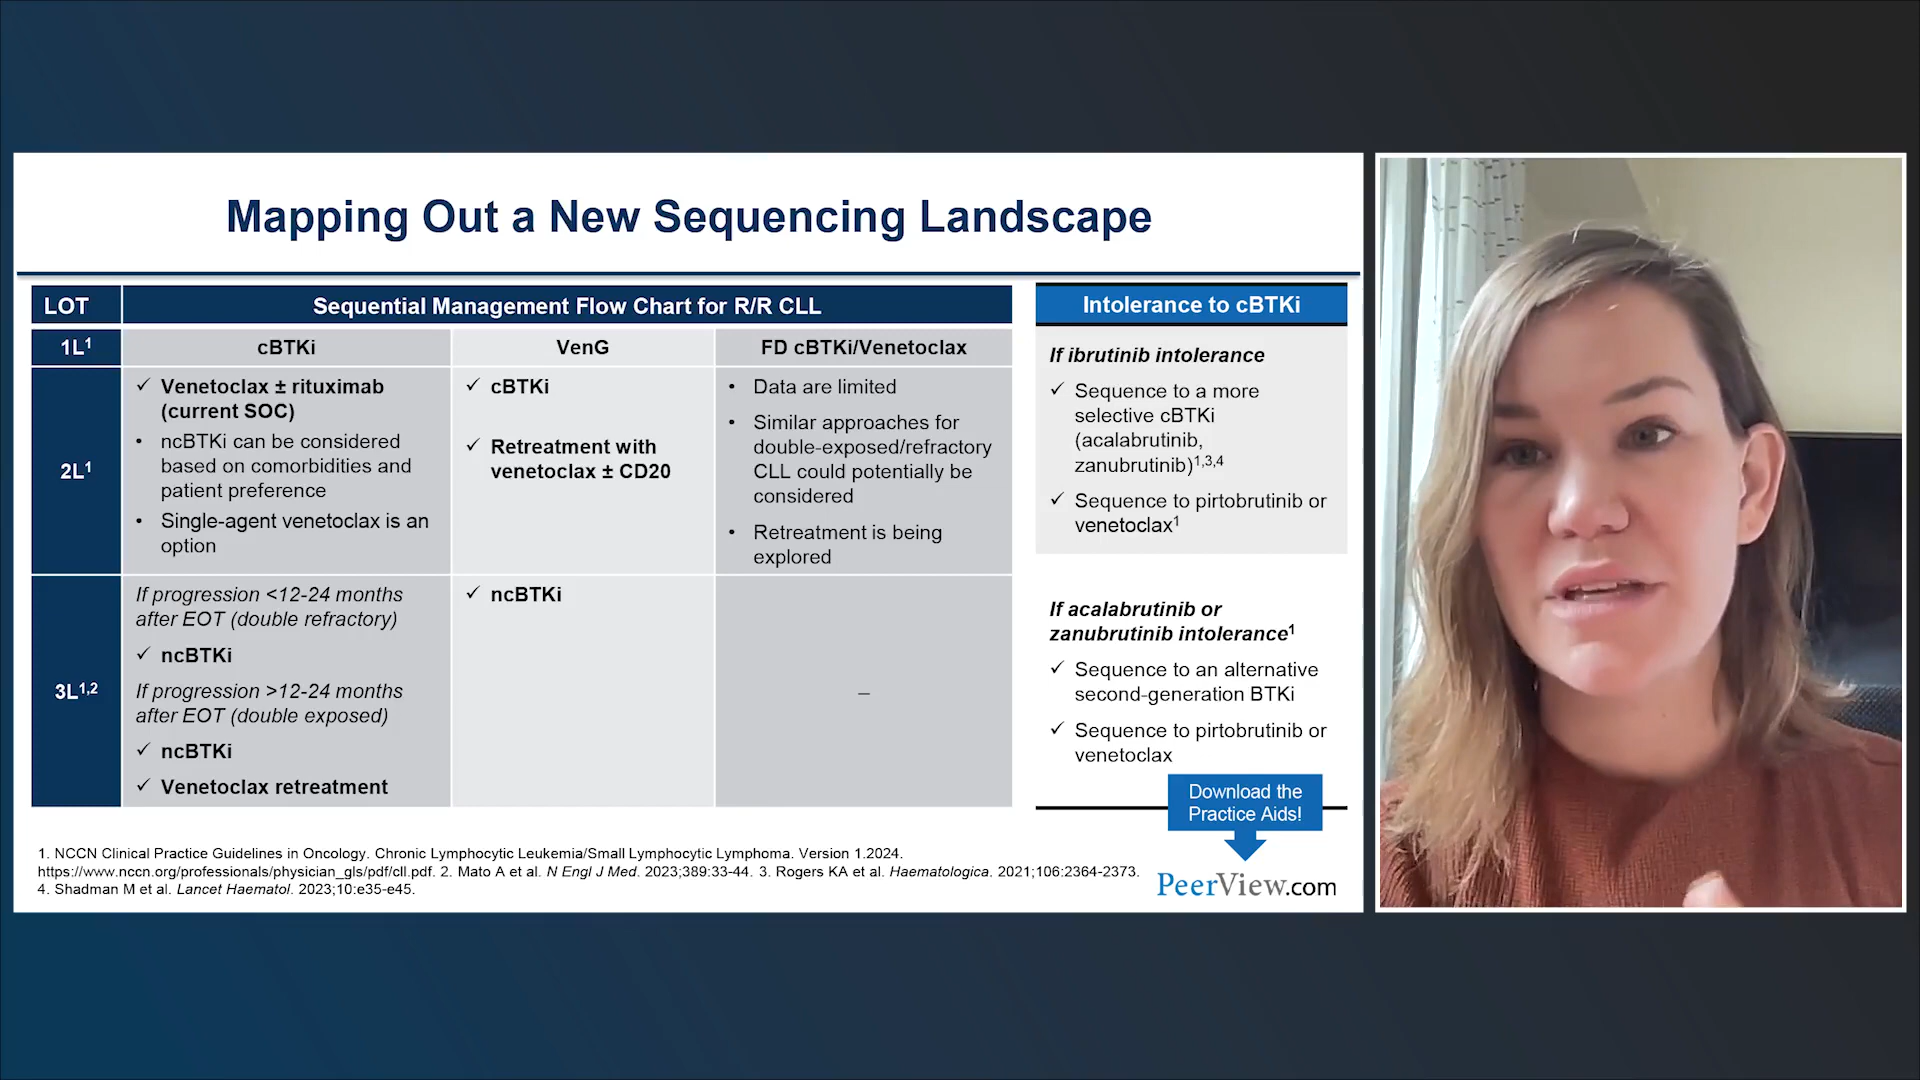 Mapping Out a New Sequencing Landscape
LOT
Sequential Management Flow Chart for R/R CLL
1L1
cBTKi
VenG
FD cBTKi/Venetoclax
2L1
✓ Venetoclax ± rituximab
(current SOC)
• ncBTKi can be considered
based on comorbidities and
patient preference
• Single-agent venetoclax is an
option
✓ cBTKi
✓ Retreatment with
venetoclax ± CD20
• Data are limited
• Similar approaches for
double-exposed/refractory
CLL could potentially be
considered
• Retreatment is being
explored
3L1,2
If progression <12-24 months
after EOT (double refractory)
✓ ncBTKi
If progression >12-24 months
after EOT (double exposed)
✓ ncBTKi
✓ Venetoclax retreatment
✓ ncBTKi
–
Intolerance to cBTKi
If ibrutinib intolerance
✓ Sequence to a more
selective cBTKi
(acalabrutinib,
zanubrutinib)1,3,4
✓ Sequence to pirtobrutinib or
venetoclax1
If acalabrutinib or
zanubrutinib intolerance1
✓ Sequence to an alternative
second-generation BTKi
✓ Sequence to pirtobrutinib or
venetoclax
Download the
Practice Aids!
1. NCCN Clinical Practice Guidelines in Oncology. Chronic Lymphocytic Leukemia/Small Lymphocytic Lymphoma. Version 1.2024.
https://www.nccn.org/professionals/physician_gls/pdf/cll.pdf. 2. Mato A et al. N Engl J Med. 2023;389:33-44. 3. Rogers KA et al. Haematologica. 2021;106:2364-2373.
4. Shadman M et al. Lancet Haematol. 2023;10:e35-e45.
PeerView.com